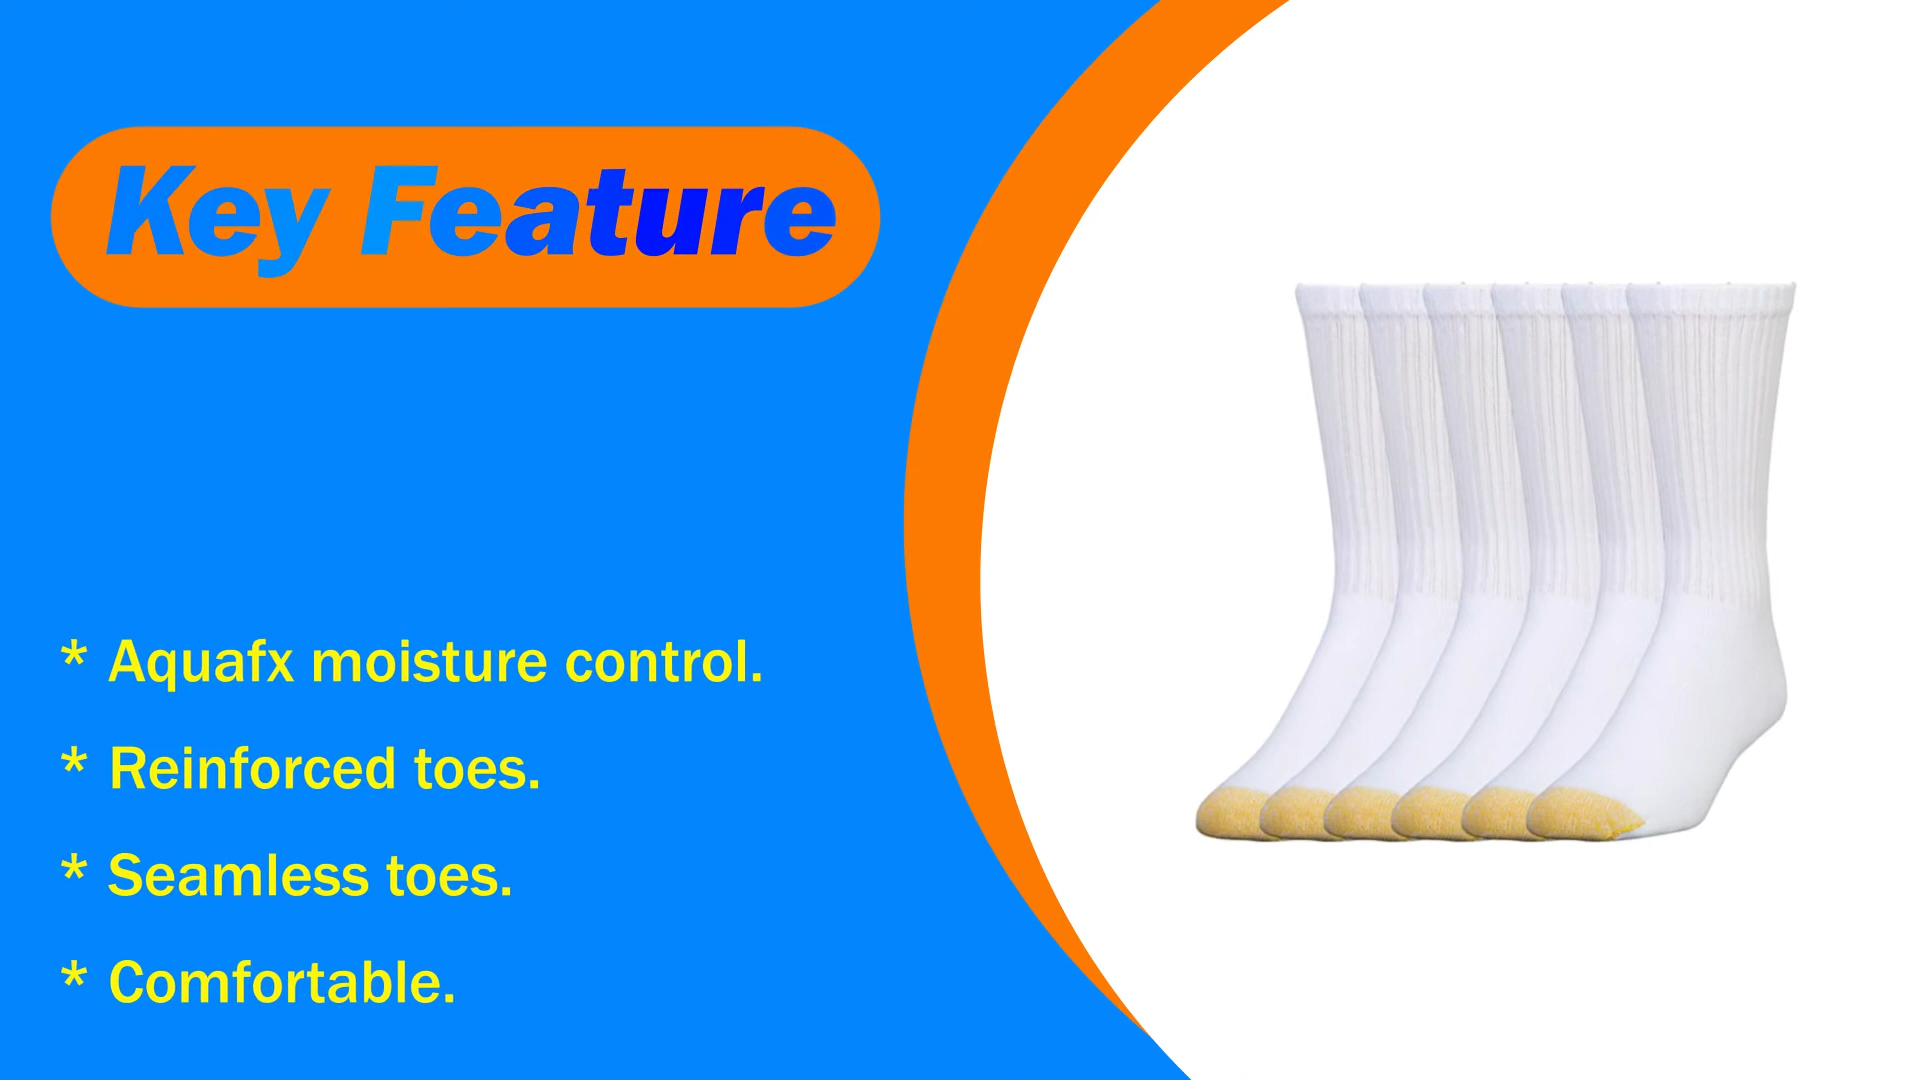 Key Feature
* Aquafx moisture control.
* Reinforced toes.
* Seamless toes.
* Comfortable.